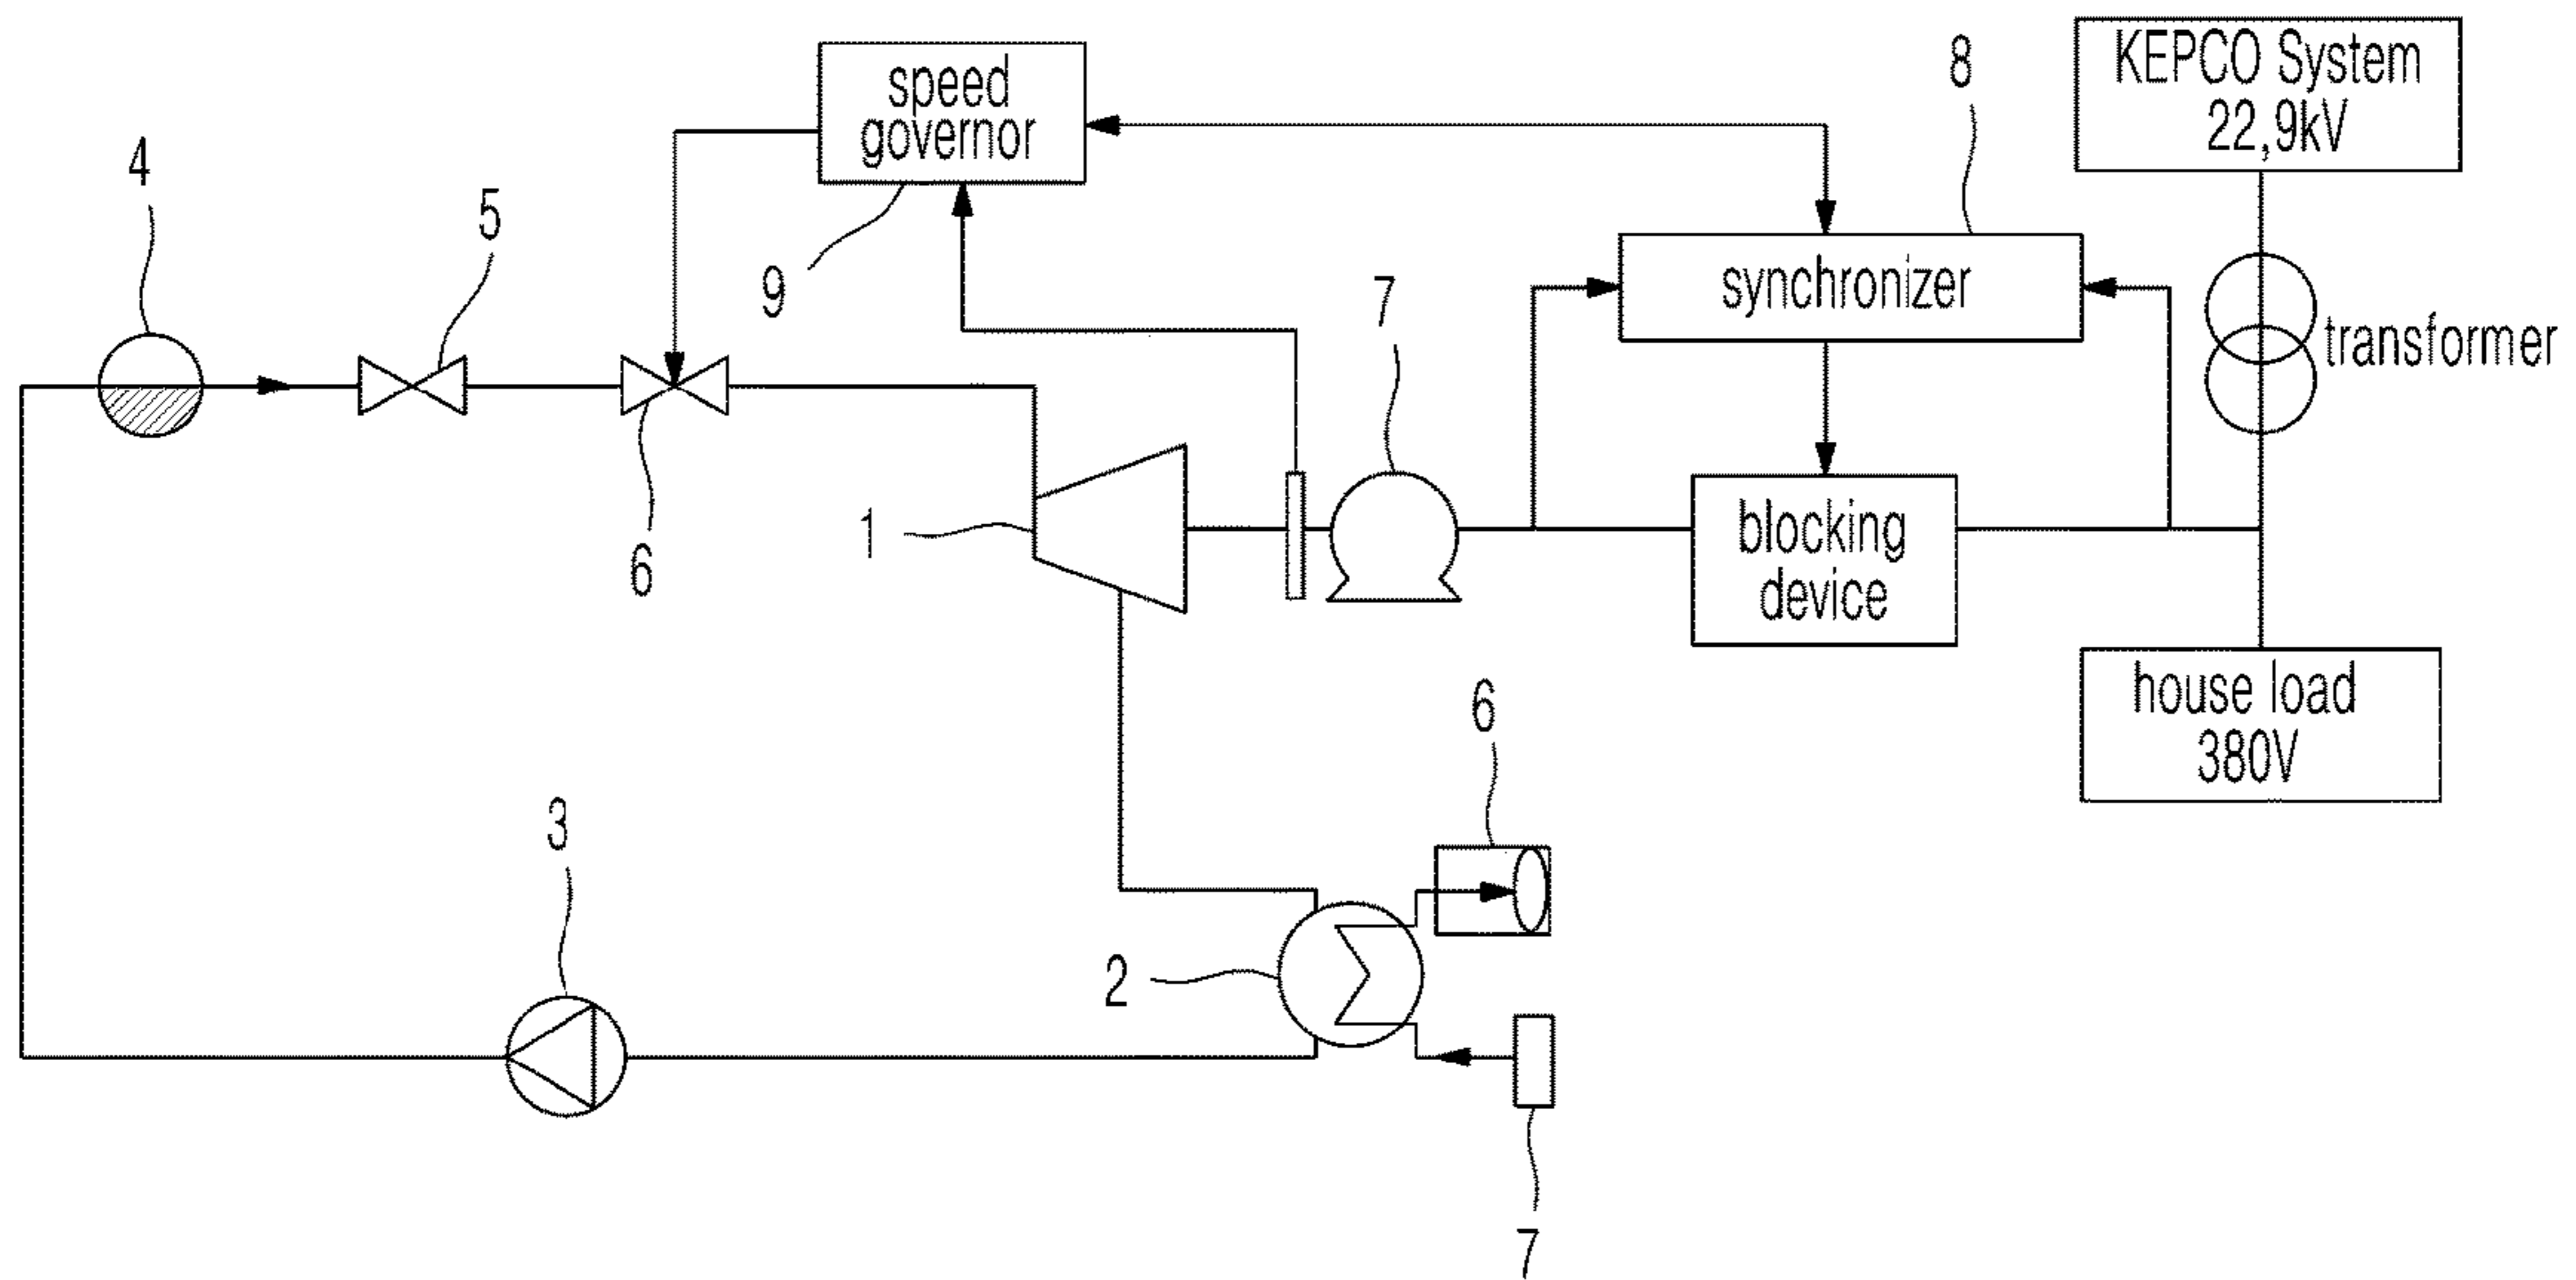 KEPCO System
22,9kV
8
speed
governor
4
5
9
synchronizer
7
transformer
6
1
blocking
device
house load
380V
6
3
2
7